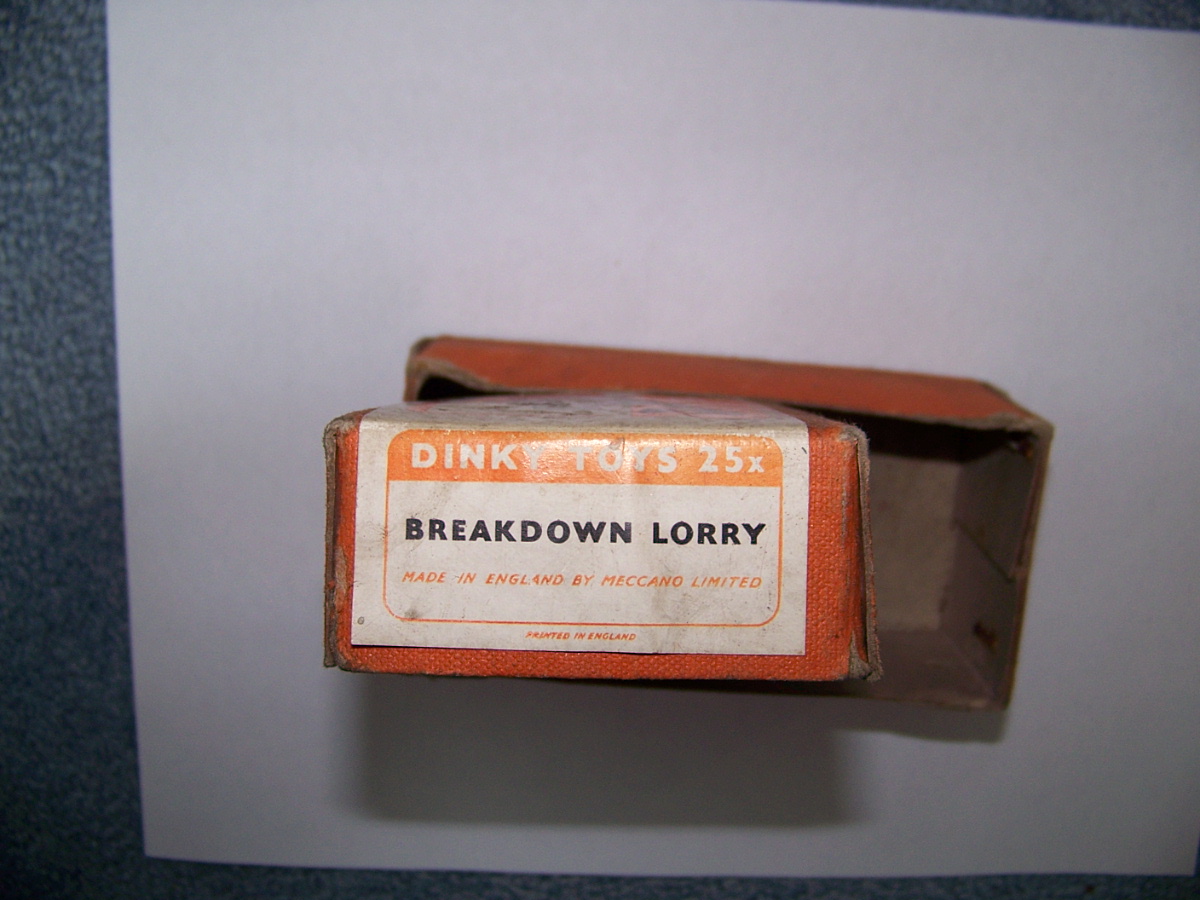 DINKY TOYS 25x
BREAKDOWN LORRY
MADE IN ENGLAND BY MECCANO LIMITED
PRINTED IN ENGLAND